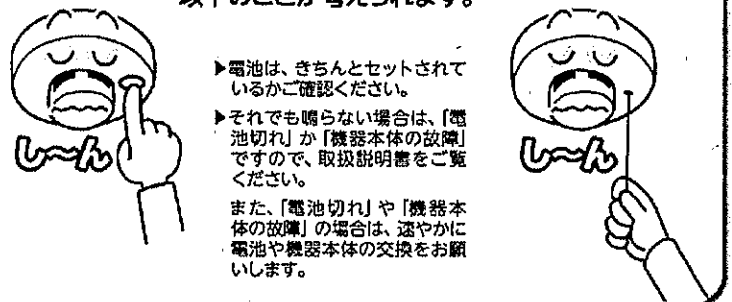 以下のことが考えられます。
▶電池は、きちんとセットされて
いるかご確認ください。
▶それでも鳴らない場合は、「電
池切れ」か「機器本体の故障」
ですので、取扱説明書をご覧
ください。
また、「電池切れ」や「機器本
体の故障」の場合は、速やかに
電池や機器本体の交換をお願
いします。
し〜ん
し〜ん